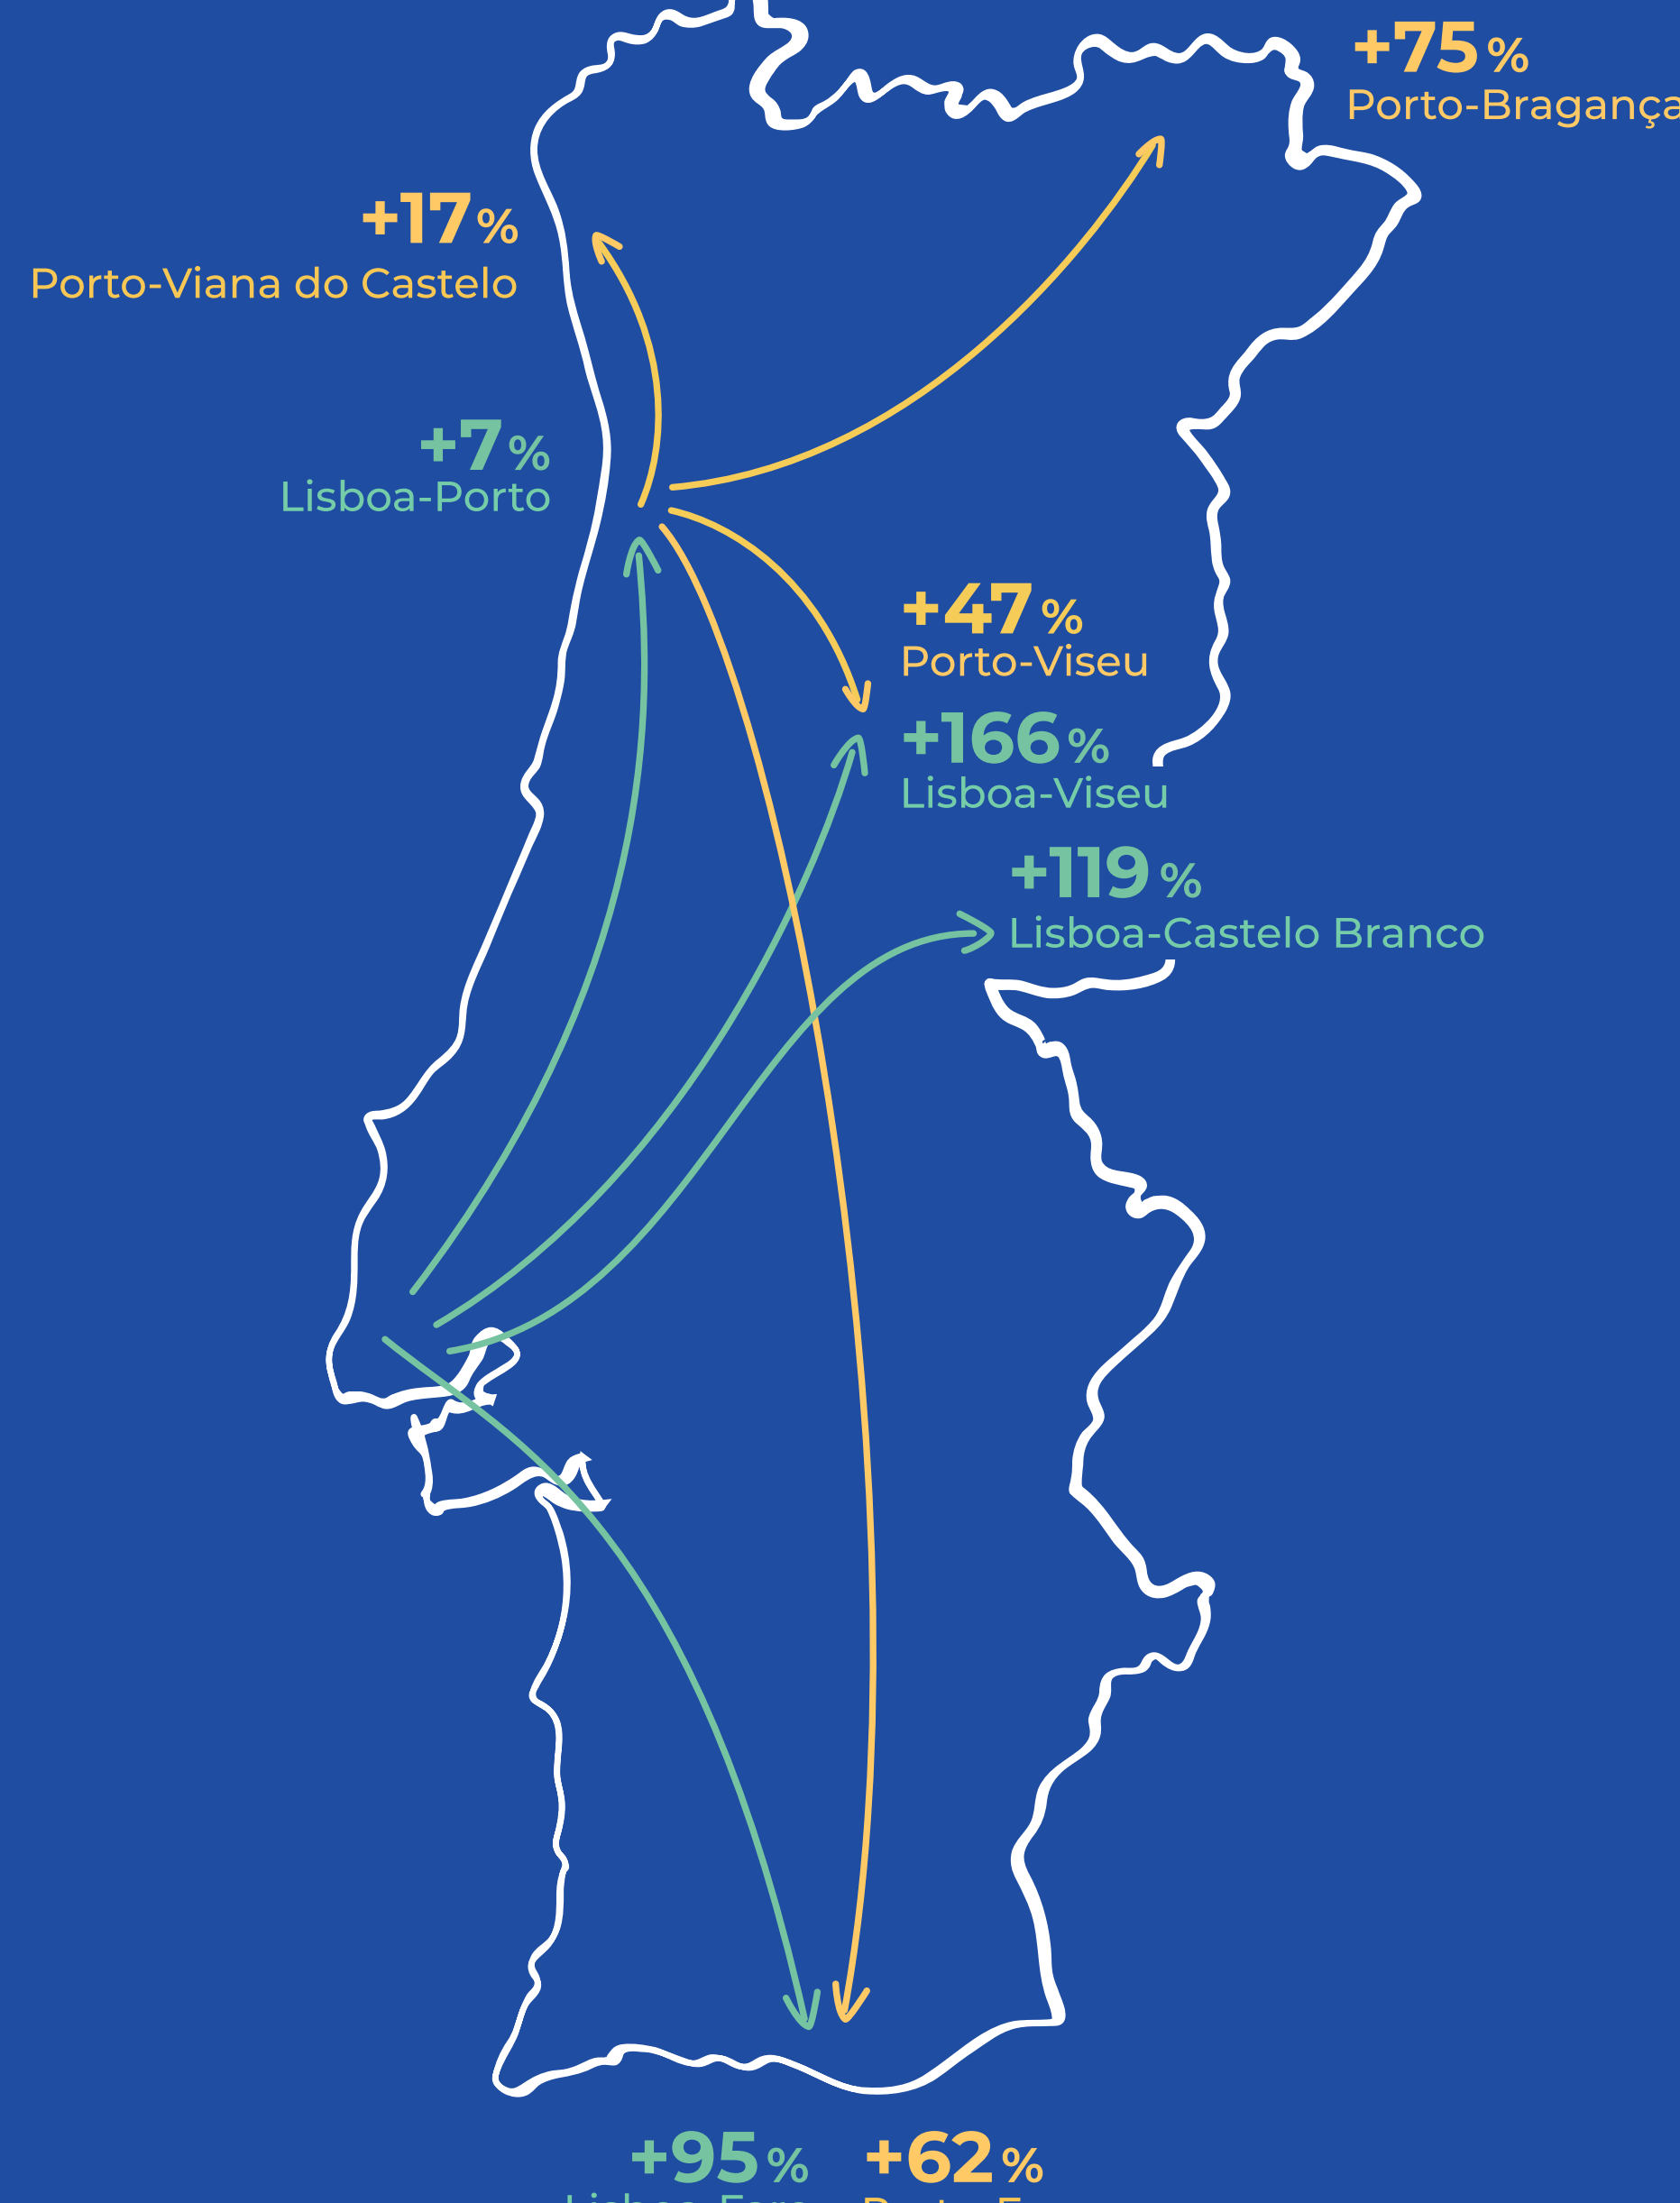 +75%
Porto-Bragança
+17%
Porto-Viana do Castelo
+7%
Lisboa-Porto
+47%
Porto-Viseu
+166%
Lisboa-Viseu
+119%
Lisboa-Castelo Branco
+95% +62%